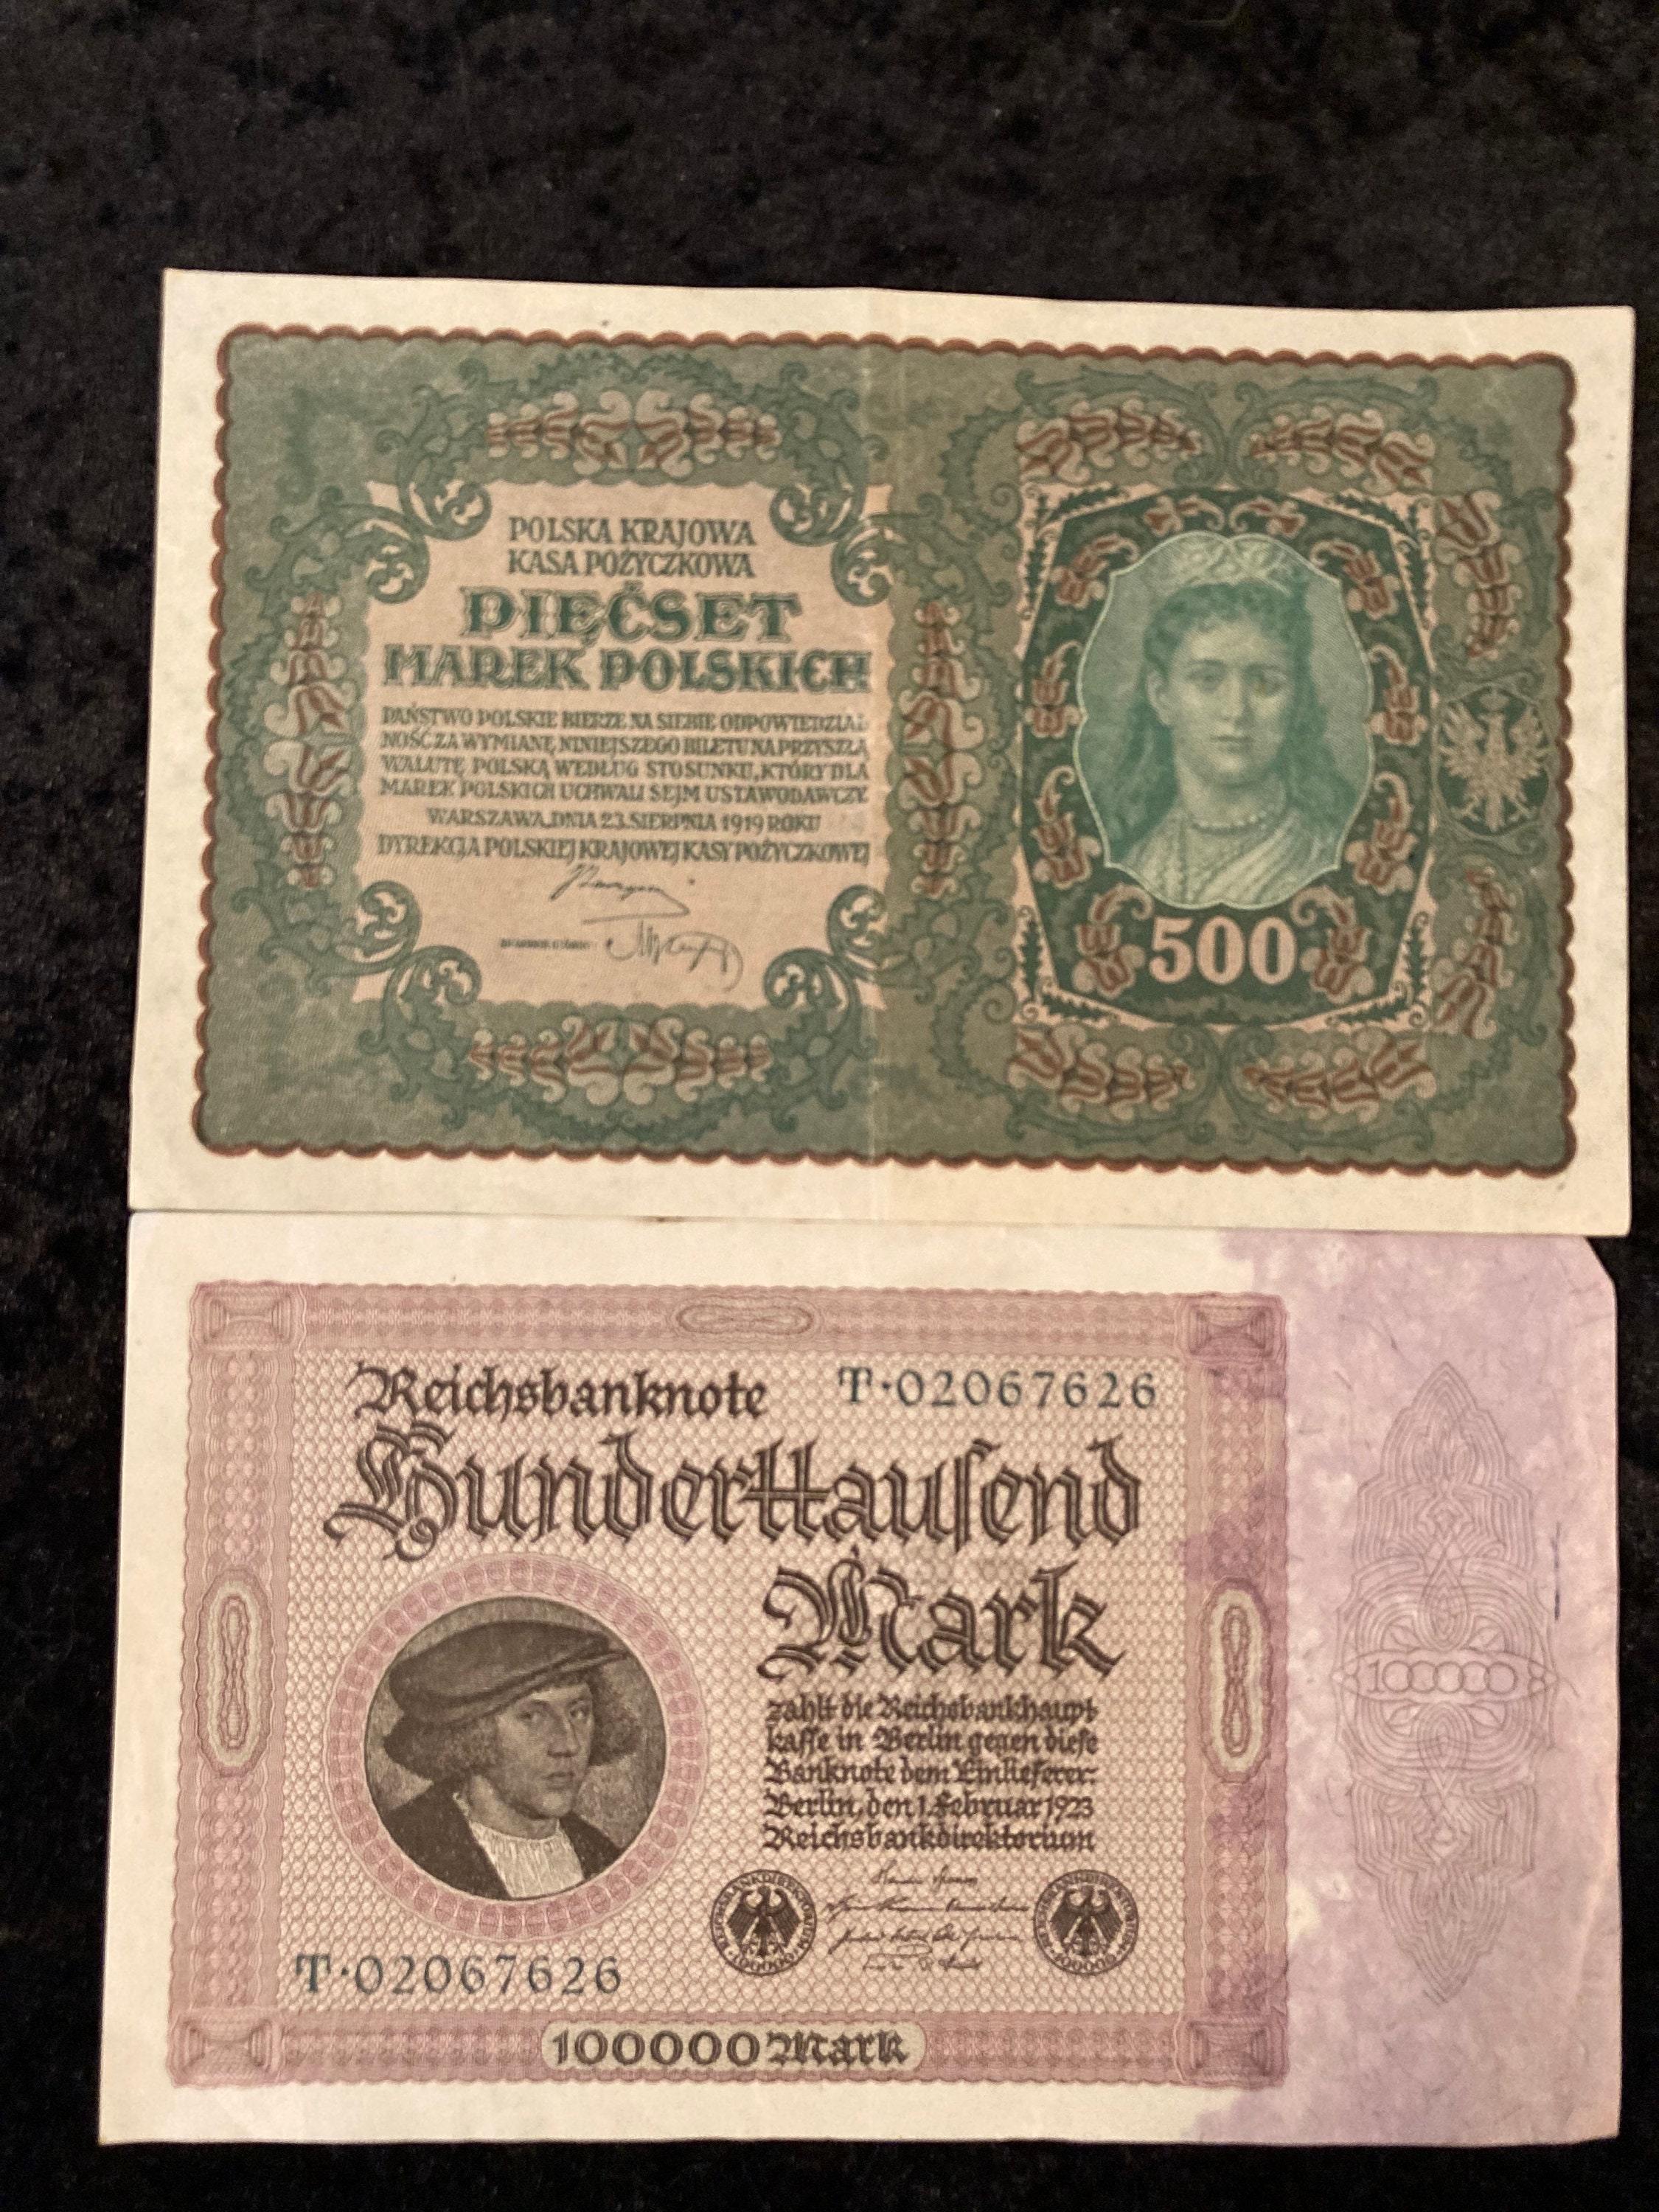 POLSKA KRAJOWA
KASA POŻYCZKOWA
PIĘĆSET
MAREK POLSKICH
PAŃSTWO POLSKIE BIERZE NA SIEBIE ODPOWIEDZIAL
NOŚĆ ZA WYMIANĘ NINIEJSZEGO BILETU NA PRZYSZŁĄ
WALUTĘ POLSKĄ WEDŁUG STOSUNKU, KTÓRY DLA
MAREK POLSKICH UCHWALI SEJM USTAWODAWCZY.
WARSZAWA, DNIA 23. SIERPNIA 1919 ROKU
DYREKCJA POLSKIEJ KRAJOWEJ KASY POŻYCZKOWEJ
500
Reichsbanknote T·02067626
Hunderttausend
Mark
zahlt die Reichsbankhaupt
kasse in Berlin gegen diese
Banknote dem Einlieferer:
Berlin, den 1. Februar 1923
Reichsbankdirektorium
100000
T·02067626
100000 Mark